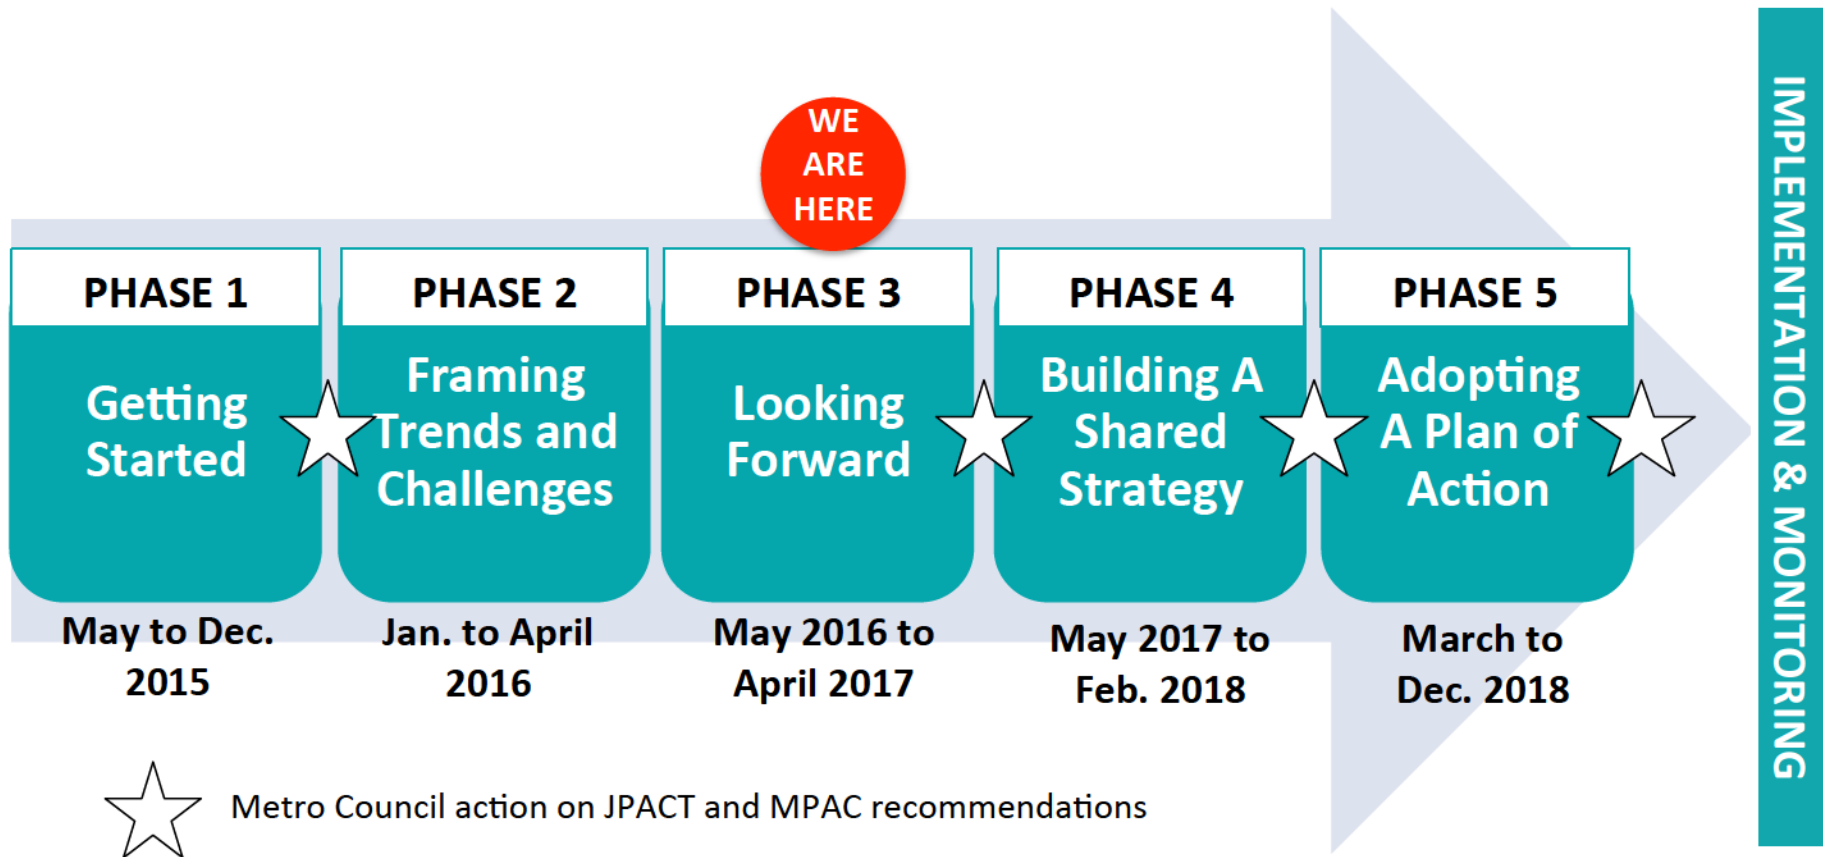 WE
ARE
HERE
PHASE 1
Getting
Started
May to Dec.
2015
PHASE 2
Framing
Trends and
Challenges
Jan. to April
2016
PHASE 3
Looking
Forward
May 2016 to
April 2017
PHASE 4
Building A
Shared
Strategy
May 2017 to
Feb. 2018
PHASE 5
Adopting
A Plan of
Action
March to
Dec. 2018
IMPLEMENTATION & MONITORING
Metro Council action on JPACT and MPAC recommendations